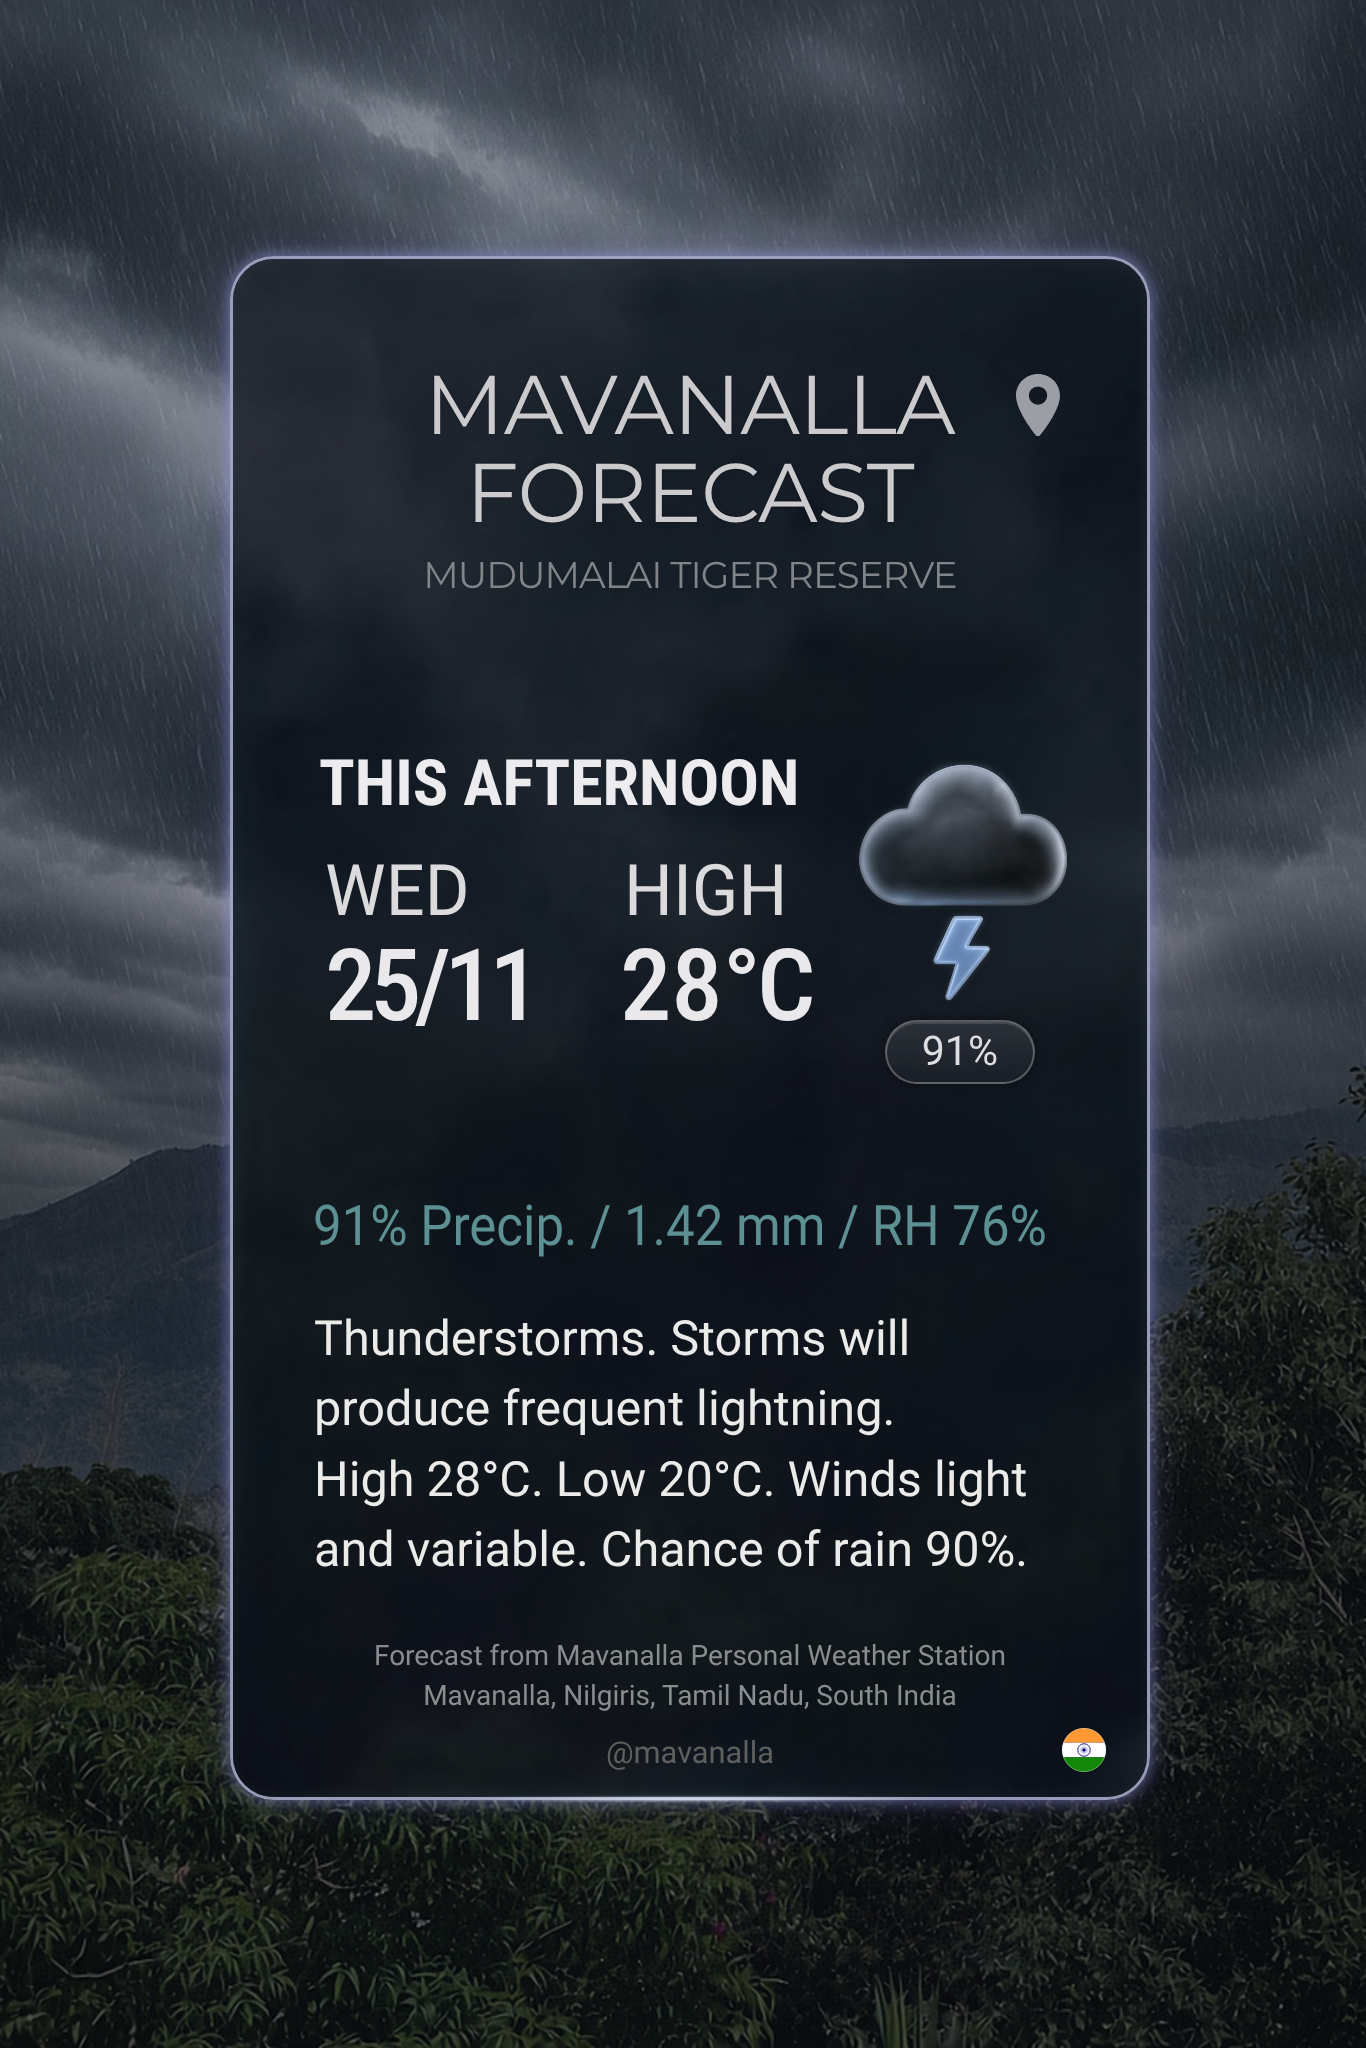 MAVANALLA
FORECAST
MUDUMALAI TIGER RESERVE
THIS AFTERNOON
WED HIGH
25/11 28°C
91%
91% Precip. / 1.42 mm / RH 76%
Thunderstorms. Storms will
produce frequent lightning.
High 28°C. Low 20°C. Winds light
and variable. Chance of rain 90%.
Forecast from Mavanalla Personal Weather Station
Mavanalla, Nilgiris, Tamil Nadu, South India
@mavanalla